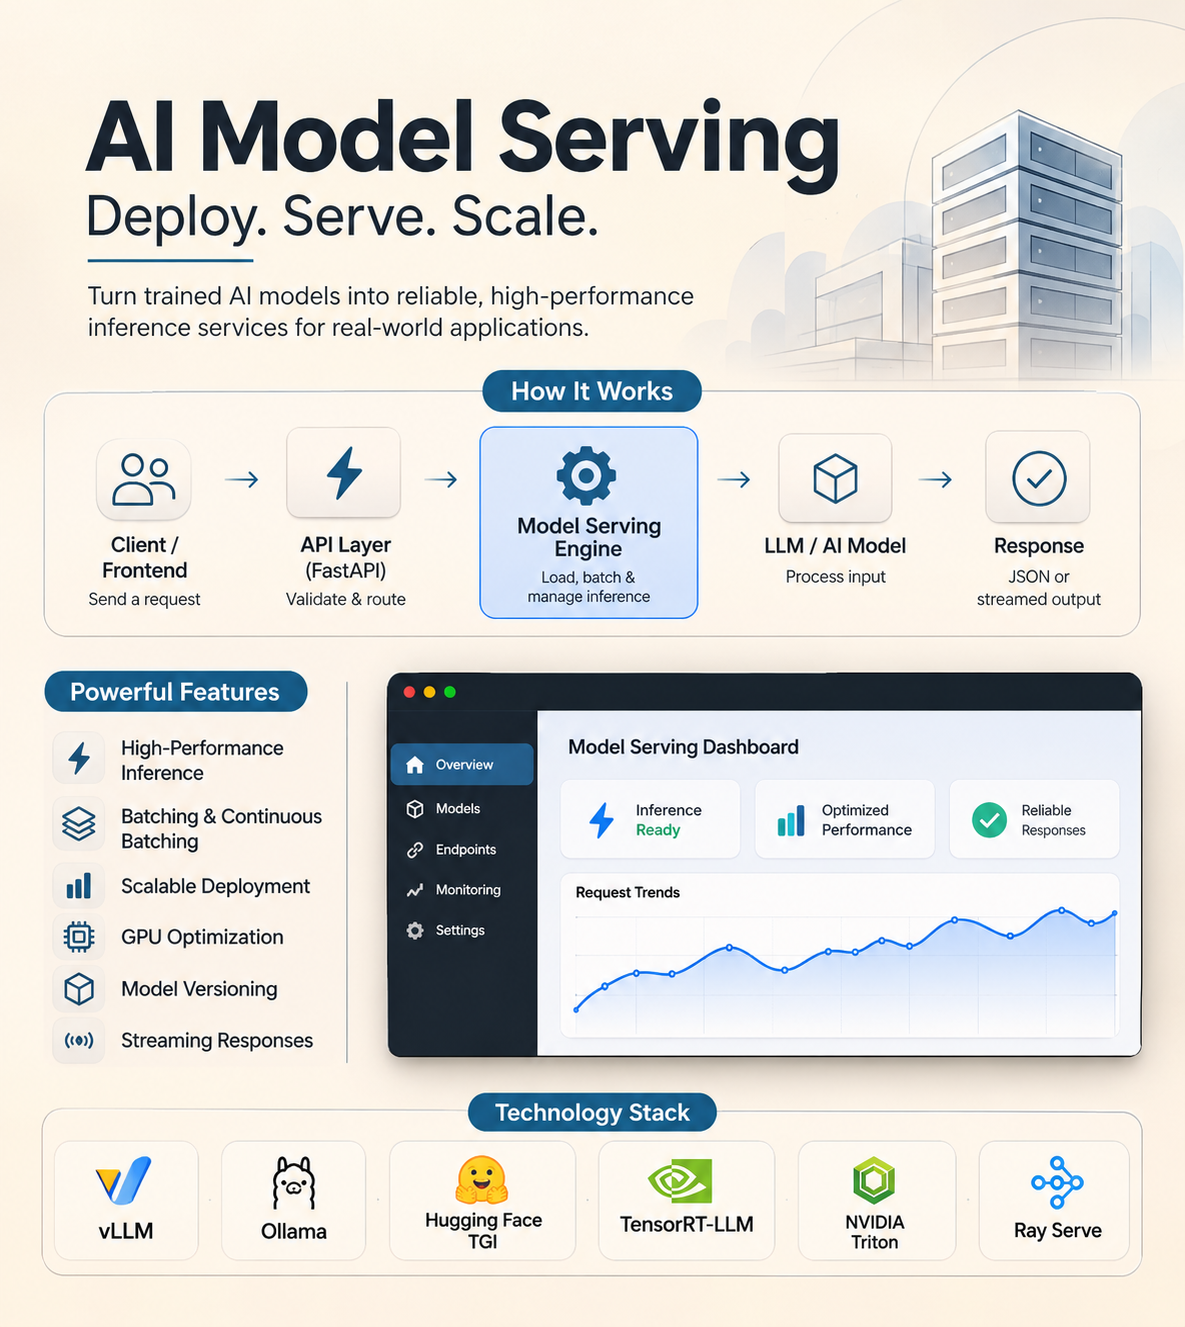 AI Model Serving
Deploy. Serve. Scale.
Turn trained AI models into reliable, high-performance
inference services for real-world applications.
How It Works
Client /
Frontend
Send a request
API Layer
(FastAPI)
Validate & route
Model Serving
Engine
Load, batch &
manage inference
LLM / AI Model
Process input
Response
JSON or
streamed output
Powerful Features
High-Performance
Inference
Batching & Continuous
Batching
Scalable Deployment
GPU Optimization
Model Versioning
Streaming Responses
Overview
Models
Endpoints
Monitoring
Settings
Model Serving Dashboard
Inference
Ready
Optimized
Performance
Reliable
Responses
Request Trends
Technology Stack
vLLM
Ollama
Hugging Face
TGI
TensorRT-LLM
NVIDIA
Triton
Ray Serve